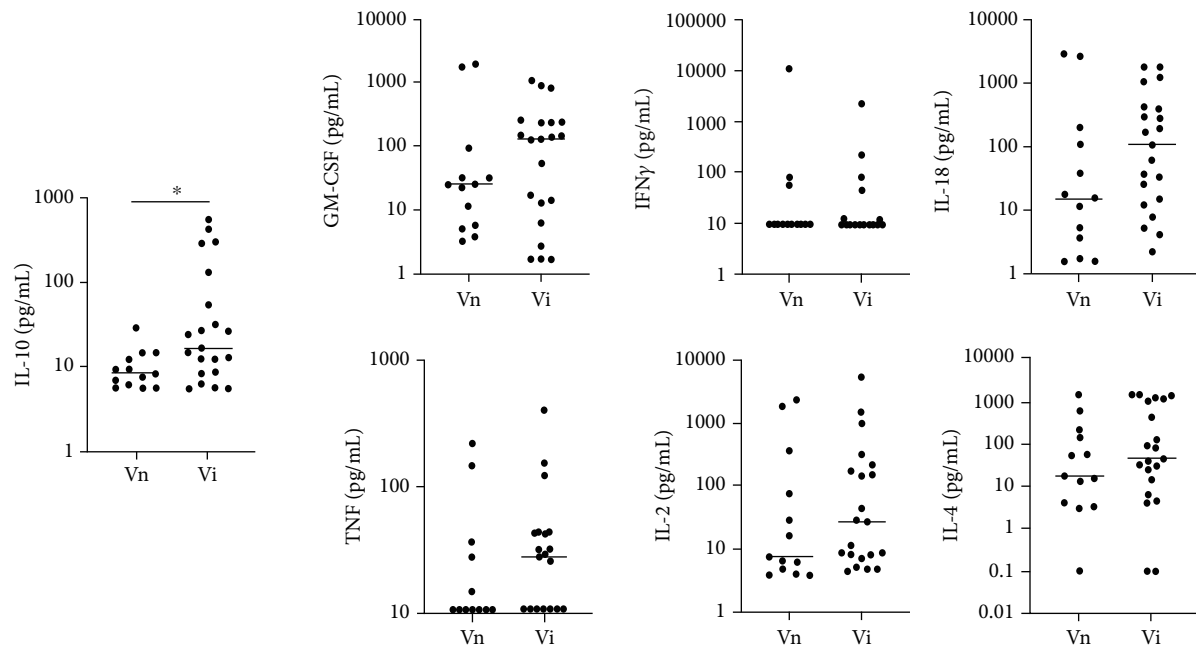 1000
100
10
1
IL-10 (pg/mL)
*
Vn Vi
10000
1000
100
10
1
GM-CSF (pg/mL)
Vn Vi
100000
10000
1000
100
10
1
IFNγ (pg/mL)
Vn Vi
10000
1000
100
10
1
IL-18 (pg/mL)
Vn Vi
1000
100
10
TNF (pg/mL)
Vn Vi
10000
1000
100
10
1
IL-2 (pg/mL)
Vn Vi
10000
1000
100
10
1
0.1
0.01
IL-4 (pg/mL)
Vn Vi